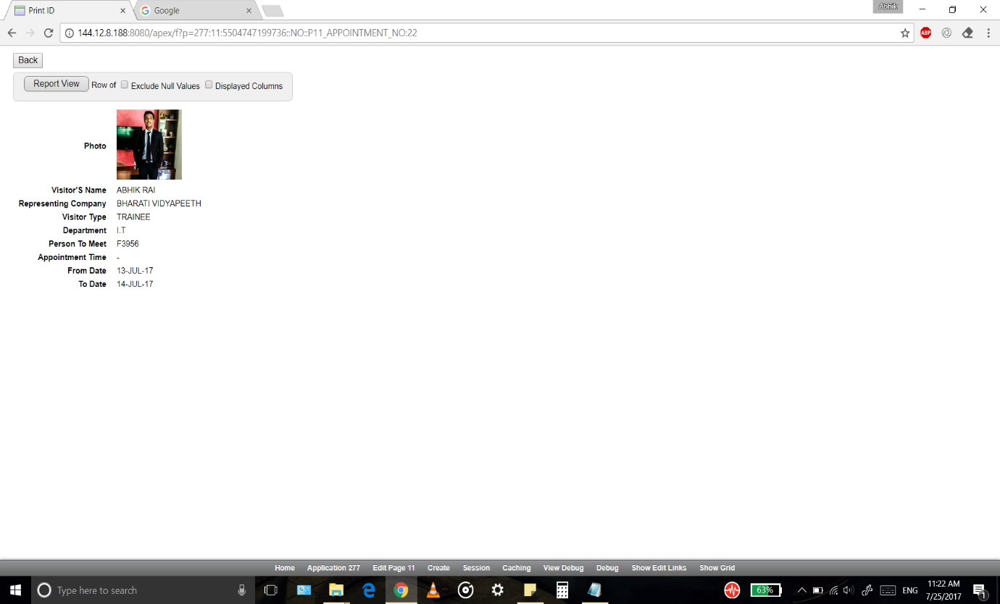 Print ID
Google
Abhik
144.12.8.188:8080/apex/f?p=277:11:5504747199736::NO::P11_APPOINTMENT_NO:22
ABP
Back
Report View Row of Exclude Null Values Displayed Columns
Photo
Visitor'S Name ABHIK RAI
Representing Company BHARATI VIDYAPEETH
Visitor Type TRAINEE
Department I.T
Person To Meet F3956
Appointment Time -
From Date 13-JUL-17
To Date 14-JUL-17
Home Application 277 Edit Page 11 Create Session Caching View Debug Debug Show Edit Links Show Grid
Type here to search
63%
ENG
11:22 AM
7/25/2017
1